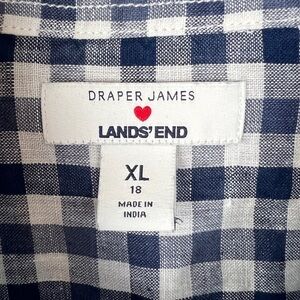 DRAPER JAMES
LANDS' END
XL
18
MADE IN
INDIA